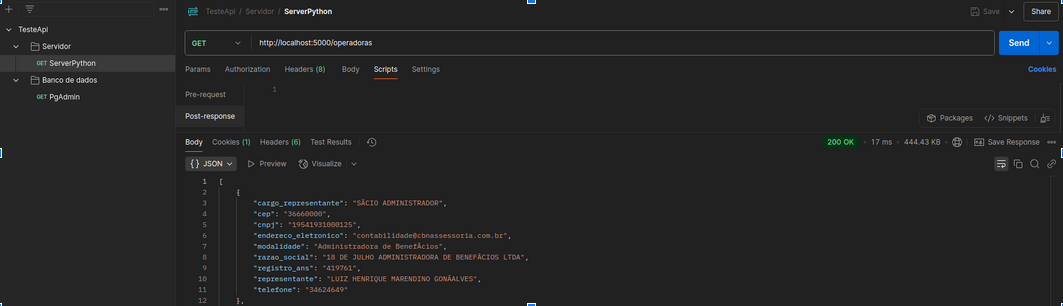 TesteApi
Servidor
GET ServerPython
Banco de dados
GET PgAdmin
TesteApi / Servidor / ServerPython
Save
Share
GET http://localhost:5000/operadoras
Send
Params Authorization Headers (8) Body Scripts Settings
Cookies
Pre-request
Post-response
1
Packages Snippets
Body Cookies (1) Headers (6) Test Results
200 OK • 17 ms • 444.43 KB
Save Response
{ } JSON Preview Visualize
1 [
2 {
3 "cargo_representante": "SÃCIO ADMINISTRADOR",
4 "cep": "36660000",
5 "cnpj": "19541931000125",
6 "endereco_eletronico": "contabilidade@cbnassessoria.com.br",
7 "modalidade": "Administradora de BenefÃcios",
8 "razao_social": "18 DE JULHO ADMINISTRADORA DE BENEFÃCIOS LTDA",
9 "registro_ans": "419761",
10 "representante": "LUIZ HENRIQUE MARENDINO GONÃALVES",
11 "telefone": "34624649"
12 },